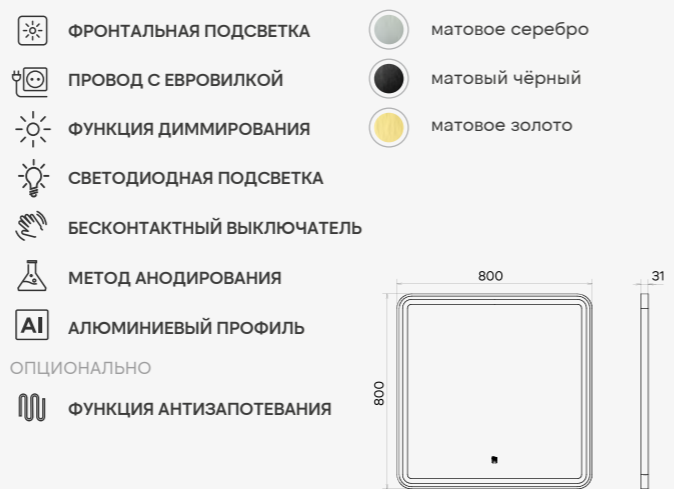 ФРОНТАЛЬНАЯ ПОДСВЕТКА
ПРОВОД С ЕВРОВИЛКОЙ
ФУНКЦИЯ ДИММИРОВАНИЯ
СВЕТОДИОДНАЯ ПОДСВЕТКА
БЕСКОНТАКТНЫЙ ВЫКЛЮЧАТЕЛЬ
МЕТОД АНОДИРОВАНИЯ
Al АЛЮМИНИЕВЫЙ ПРОФИЛЬ
ОПЦИОНАЛЬНО
ФУНКЦИЯ АНТИЗАПОТЕВАНИЯ
матовое серебро
матовый чёрный
матовое золото
800
31
800